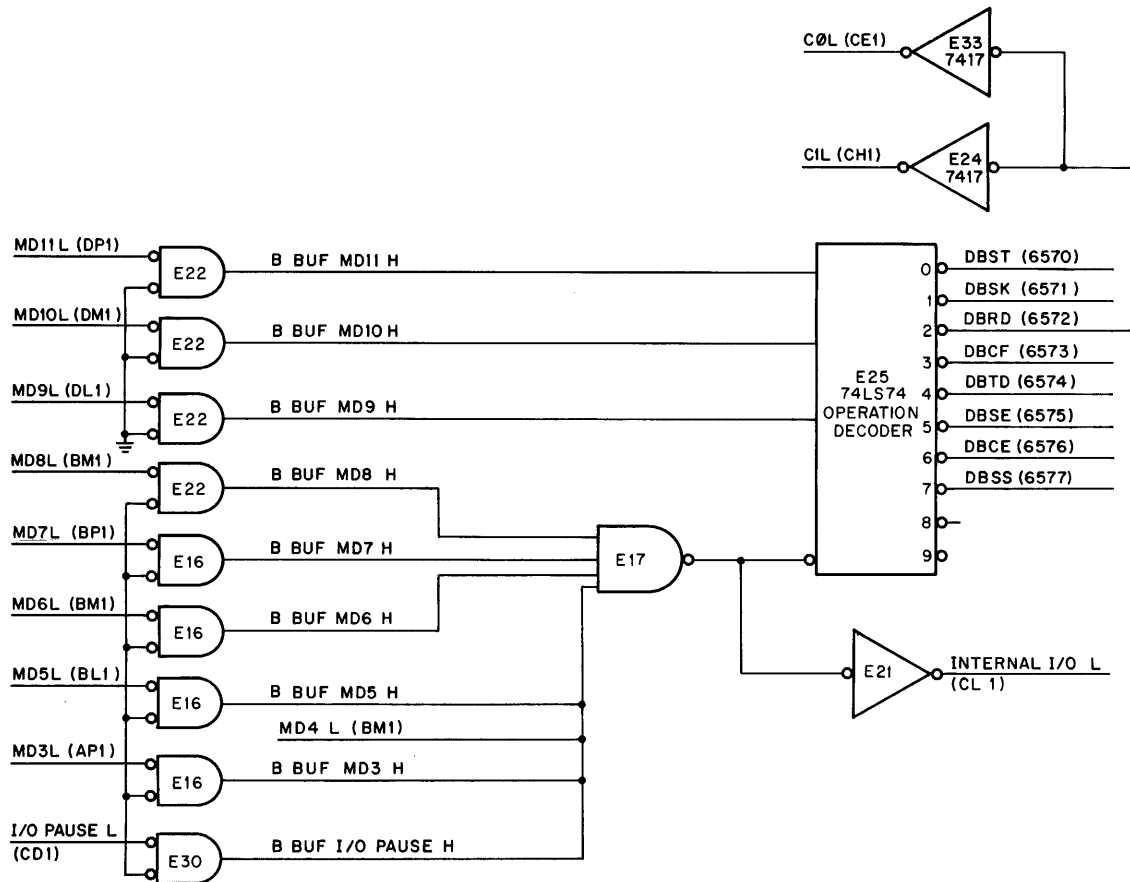 CØL (CE1)
E33
7417
C1L (CH1)
E24
7417
MD11L (DP1)
E22
B BUF MD11 H
MD10L (DM1)
E22
B BUF MD10 H
MD9L (DL1)
E22
B BUF MD9 H
MD8L (BM1)
E22
B BUF MD8 H
MD7L (BP1)
E16
B BUF MD7 H
MD6L (BM1)
E16
B BUF MD6 H
MD5L (BL1)
E16
B BUF MD5 H
MD4 L (BM1)
MD3L (AP1)
E16
B BUF MD3 H
I/O PAUSE L
(CD1)
E30
B BUF I/O PAUSE H
E17
E25
74LS74
OPERATION
DECODER
0 DBST (6570)
1 DBSK (6571)
2 DBRD (6572)
3 DBCF (6573)
4 DBTD (6574)
5 DBSE (6575)
6 DBCE (6576)
7 DBSS (6577)
8
9
E21
INTERNAL I/O L
(CL1)